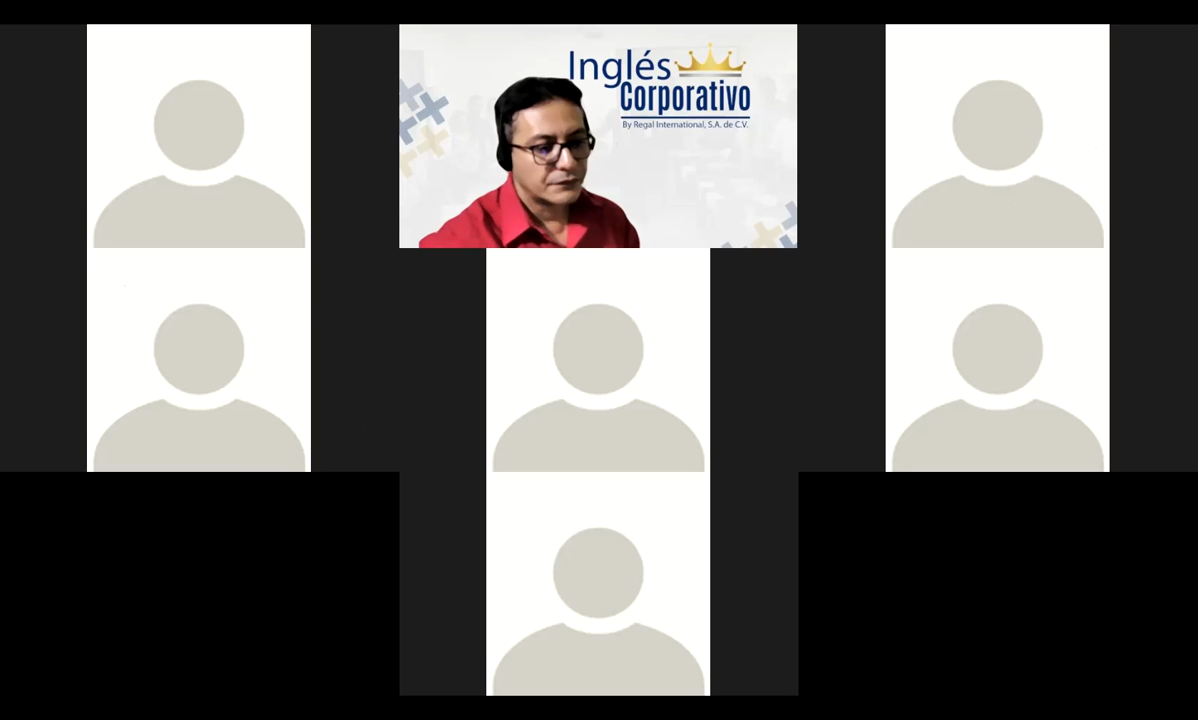 Inglés
Corporativo
By Regal International, S.A. de C.V.